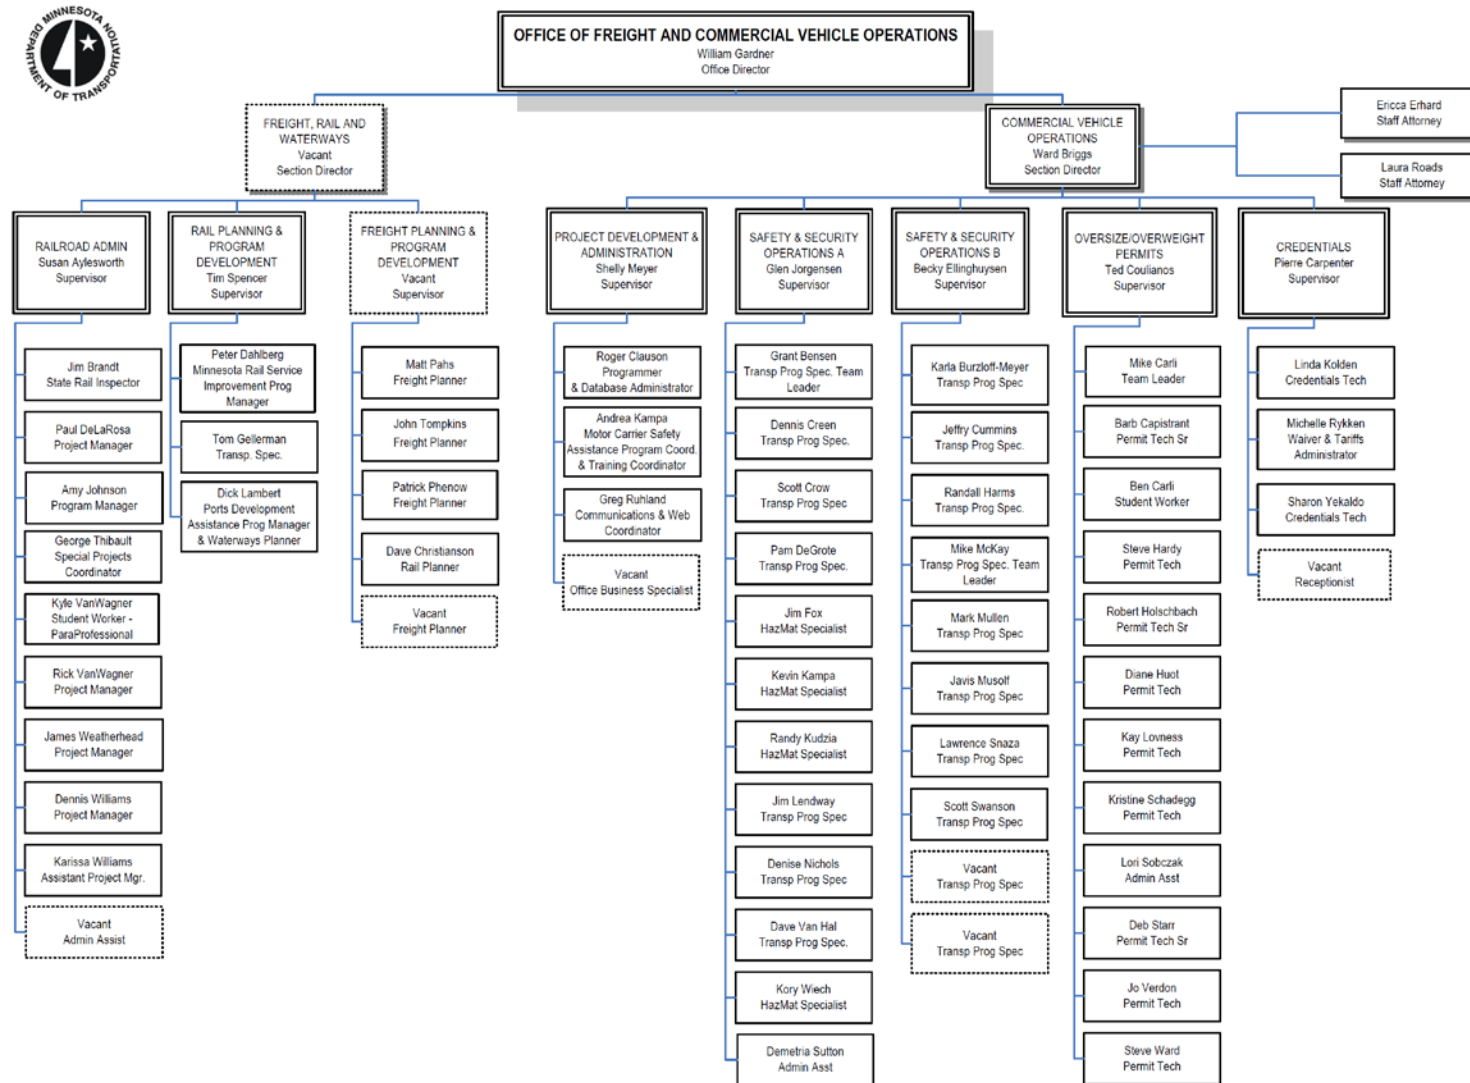 MINNESOTA
DEPARTMENT OF TRANSPORTATION
OFFICE OF FREIGHT AND COMMERCIAL VEHICLE OPERATIONS
William Gardner
Office Director
FREIGHT, RAIL AND
WATERWAYS
Vacant
Section Director
COMMERCIAL VEHICLE
OPERATIONS
Ward Briggs
Section Director
Ericca Erhard
Staff Attorney
Laura Roads
Staff Attorney
RAILROAD ADMIN
Susan Aylesworth
Supervisor
RAIL PLANNING &
PROGRAM
DEVELOPMENT
Tim Spencer
Supervisor
FREIGHT PLANNING &
PROGRAM
DEVELOPMENT
Vacant
Supervisor
PROJECT DEVELOPMENT &
ADMINISTRATION
Shelly Meyer
Supervisor
SAFETY & SECURITY
OPERATIONS A
Glen Jorgensen
Supervisor
SAFETY & SECURITY
OPERATIONS B
Becky Ellinghuysen
Supervisor
OVERSIZE/OVERWEIGHT
PERMITS
Ted Coulianos
Supervisor
CREDENTIALS
Pierre Carpenter
Supervisor
Jim Brandt
State Rail Inspector
Paul DeLaRosa
Project Manager
Amy Johnson
Program Manager
George Thibault
Special Projects
Coordinator
Kyle VanWagner
Student Worker -
ParaProfessional
Rick VanWagner
Project Manager
James Weatherhead
Project Manager
Dennis Williams
Project Manager
Karissa Williams
Assistant Project Mgr.
Vacant
Admin Assist
Peter Dahlberg
Minnesota Rail Service
Improvement Prog
Manager
Tom Gellerman
Transp. Spec.
Dick Lambert
Ports Development
Assistance Prog Manager
& Waterways Planner
Matt Pahs
Freight Planner
John Tompkins
Freight Planner
Patrick Phenow
Freight Planner
Dave Christianson
Rail Planner
Vacant
Freight Planner
Roger Clauson
Programmer
& Database Administrator
Andrea Kampa
Motor Carrier Safety
Assistance Program Coord.
& Training Coordinator
Greg Ruhland
Communications & Web
Coordinator
Vacant
Office Business Specialist
Grant Bensen
Transp Prog Spec. Team
Leader
Dennis Creen
Transp Prog Spec.
Scott Crow
Transp Prog Spec
Pam DeGrote
Transp Prog Spec.
Jim Fox
HazMat Specialist
Kevin Kampa
HazMat Specialist
Randy Kudzia
HazMat Specialist
Jim Lendway
Transp Prog Spec
Denise Nichols
Transp Prog Spec
Dave Van Hal
Transp Prog Spec.
Kory Wiech
HazMat Specialist
Demetria Sutton
Admin Asst
Karla Burzloff-Meyer
Transp Prog Spec
Jeffry Cummins
Transp Prog Spec.
Randall Harms
Transp Prog Spec.
Mike McKay
Transp Prog Spec. Team
Leader
Mark Mullen
Transp Prog Spec
Javis Musolf
Transp Prog Spec
Lawrence Snaza
Transp Prog Spec
Scott Swanson
Transp Prog Spec
Vacant
Transp Prog Spec
Vacant
Transp Prog Spec
Mike Carli
Team Leader
Barb Capistrant
Permit Tech Sr
Ben Carli
Student Worker
Steve Hardy
Permit Tech
Robert Holschbach
Permit Tech Sr
Diane Huot
Permit Tech
Kay Lovness
Permit Tech
Kristine Schadegg
Permit Tech
Lori Sobczak
Admin Asst
Deb Starr
Permit Tech Sr
Jo Verdon
Permit Tech
Steve Ward
Permit Tech
Linda Kolden
Credentials Tech
Michelle Rykken
Waiver & Tariffs
Administrator
Sharon Yekaldo
Credentials Tech
Vacant
Receptionist